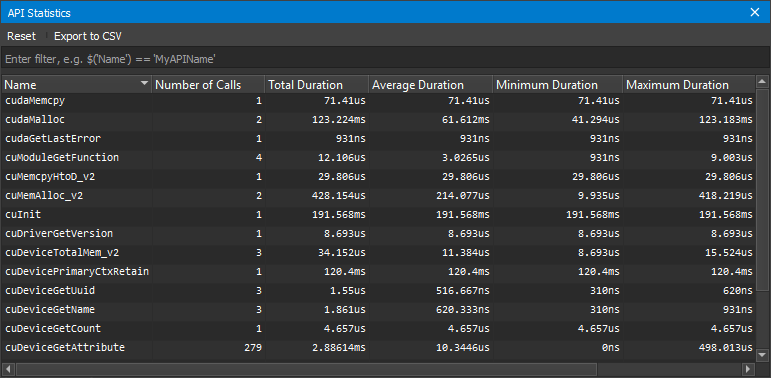 API Statistics
Reset Export to CSV
Enter filter, e.g. $('Name') == 'MyAPIName'
Name Number of Calls Total Duration Average Duration Minimum Duration Maximum Duration
cudaMemcpy 1 71.41us 71.41us 71.41us 71.41us
cudaMalloc 2 123.224ms 61.612ms 41.294us 123.183ms
cudaGetLastError 1 931ns 931ns 931ns 931ns
cuModuleGetFunction 4 12.106us 3.0265us 931ns 9.003us
cuMemcpyHtoD_v2 1 29.806us 29.806us 29.806us 29.806us
cuMemAlloc_v2 2 428.154us 214.077us 9.935us 418.219us
cuInit 1 191.568ms 191.568ms 191.568ms 191.568ms
cuDriverGetVersion 1 8.693us 8.693us 8.693us 8.693us
cuDeviceTotalMem_v2 3 34.152us 11.384us 8.693us 15.524us
cuDevicePrimaryCtxRetain 1 120.4ms 120.4ms 120.4ms 120.4ms
cuDeviceGetUuid 3 1.55us 516.667ns 310ns 620ns
cuDeviceGetName 3 1.861us 620.333ns 310ns 931ns
cuDeviceGetCount 1 4.657us 4.657us 4.657us 4.657us
cuDeviceGetAttribute 279 2.88614ms 10.3446us 0ns 498.013us